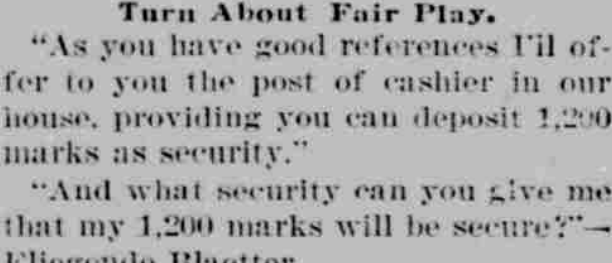 Turn About Fair Play.
"As you have good references I'll of-
fer to you the post of cashier in our
house, providing you can deposit 1,200
marks as security."
"And what security can you give me
that my 1,200 marks will be secure?"—
Fliegende Blaetter.